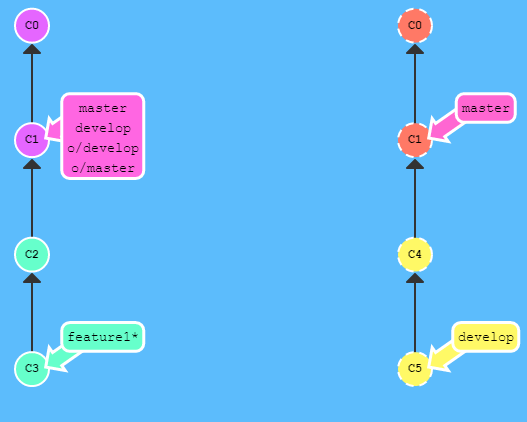 C0
C0
master
develop
o/develop
o/master
C1
master
C1
C2
C4
feature1*
C3
develop
C5